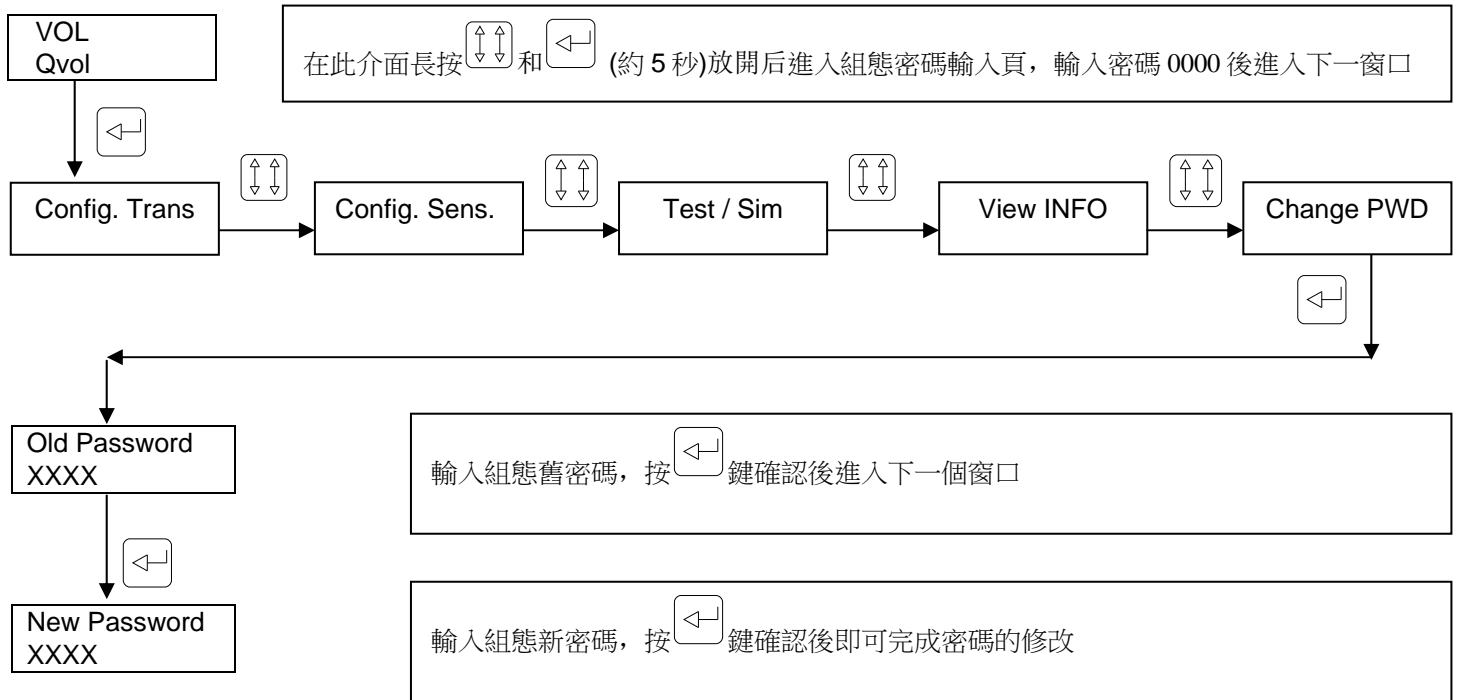 VOL
Qvol
在此介面長按和 (約 5 秒)放開后進入組態密碼輸入頁，輸入密碼 0000 後進入下一窗口
Config. Trans
Config. Sens.
Test / Sim
View INFO
Change PWD
Old Password
XXXX
輸入組態舊密碼，按鍵確認後進入下一個窗口
New Password
XXXX
輸入組態新密碼，按鍵確認後即可完成密碼的修改